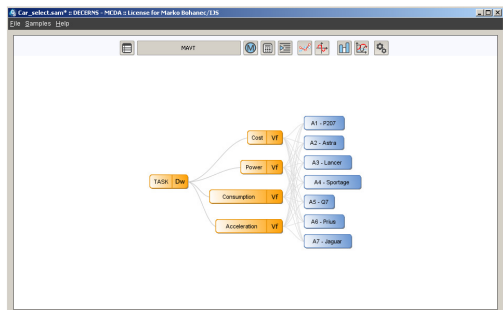 Car_select.sam* :: DECERNS - MCDA :: License for Marko Bohanec/IJS
File Samples Help
MAVT
A1 - P207
Cost Vf
A2 - Astra
A3 - Lancer
Power Vf
TASK Dw
A4 - Sportage
Consumption Vf
A5 - Q7
A6 - Prius
Acceleration Vf
A7 - Jaguar